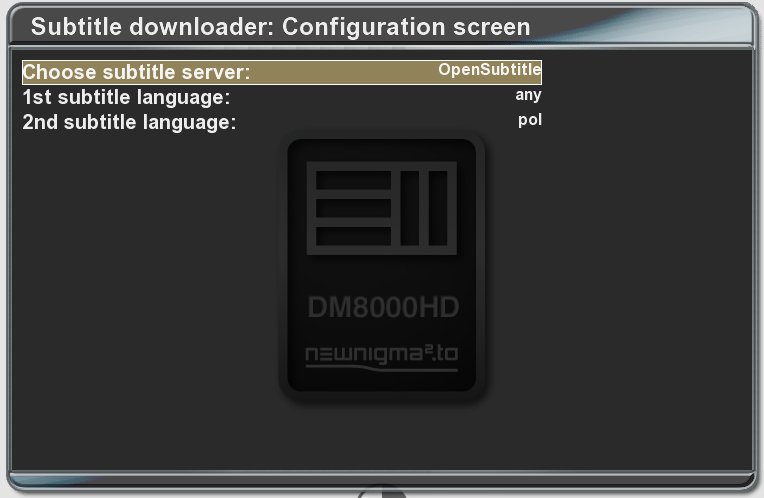 Subtitle downloader: Configuration screen
Choose subtitle server: OpenSubtitle
1st subtitle language: any
2nd subtitle language: pol
DM8000HD
newnigma².to